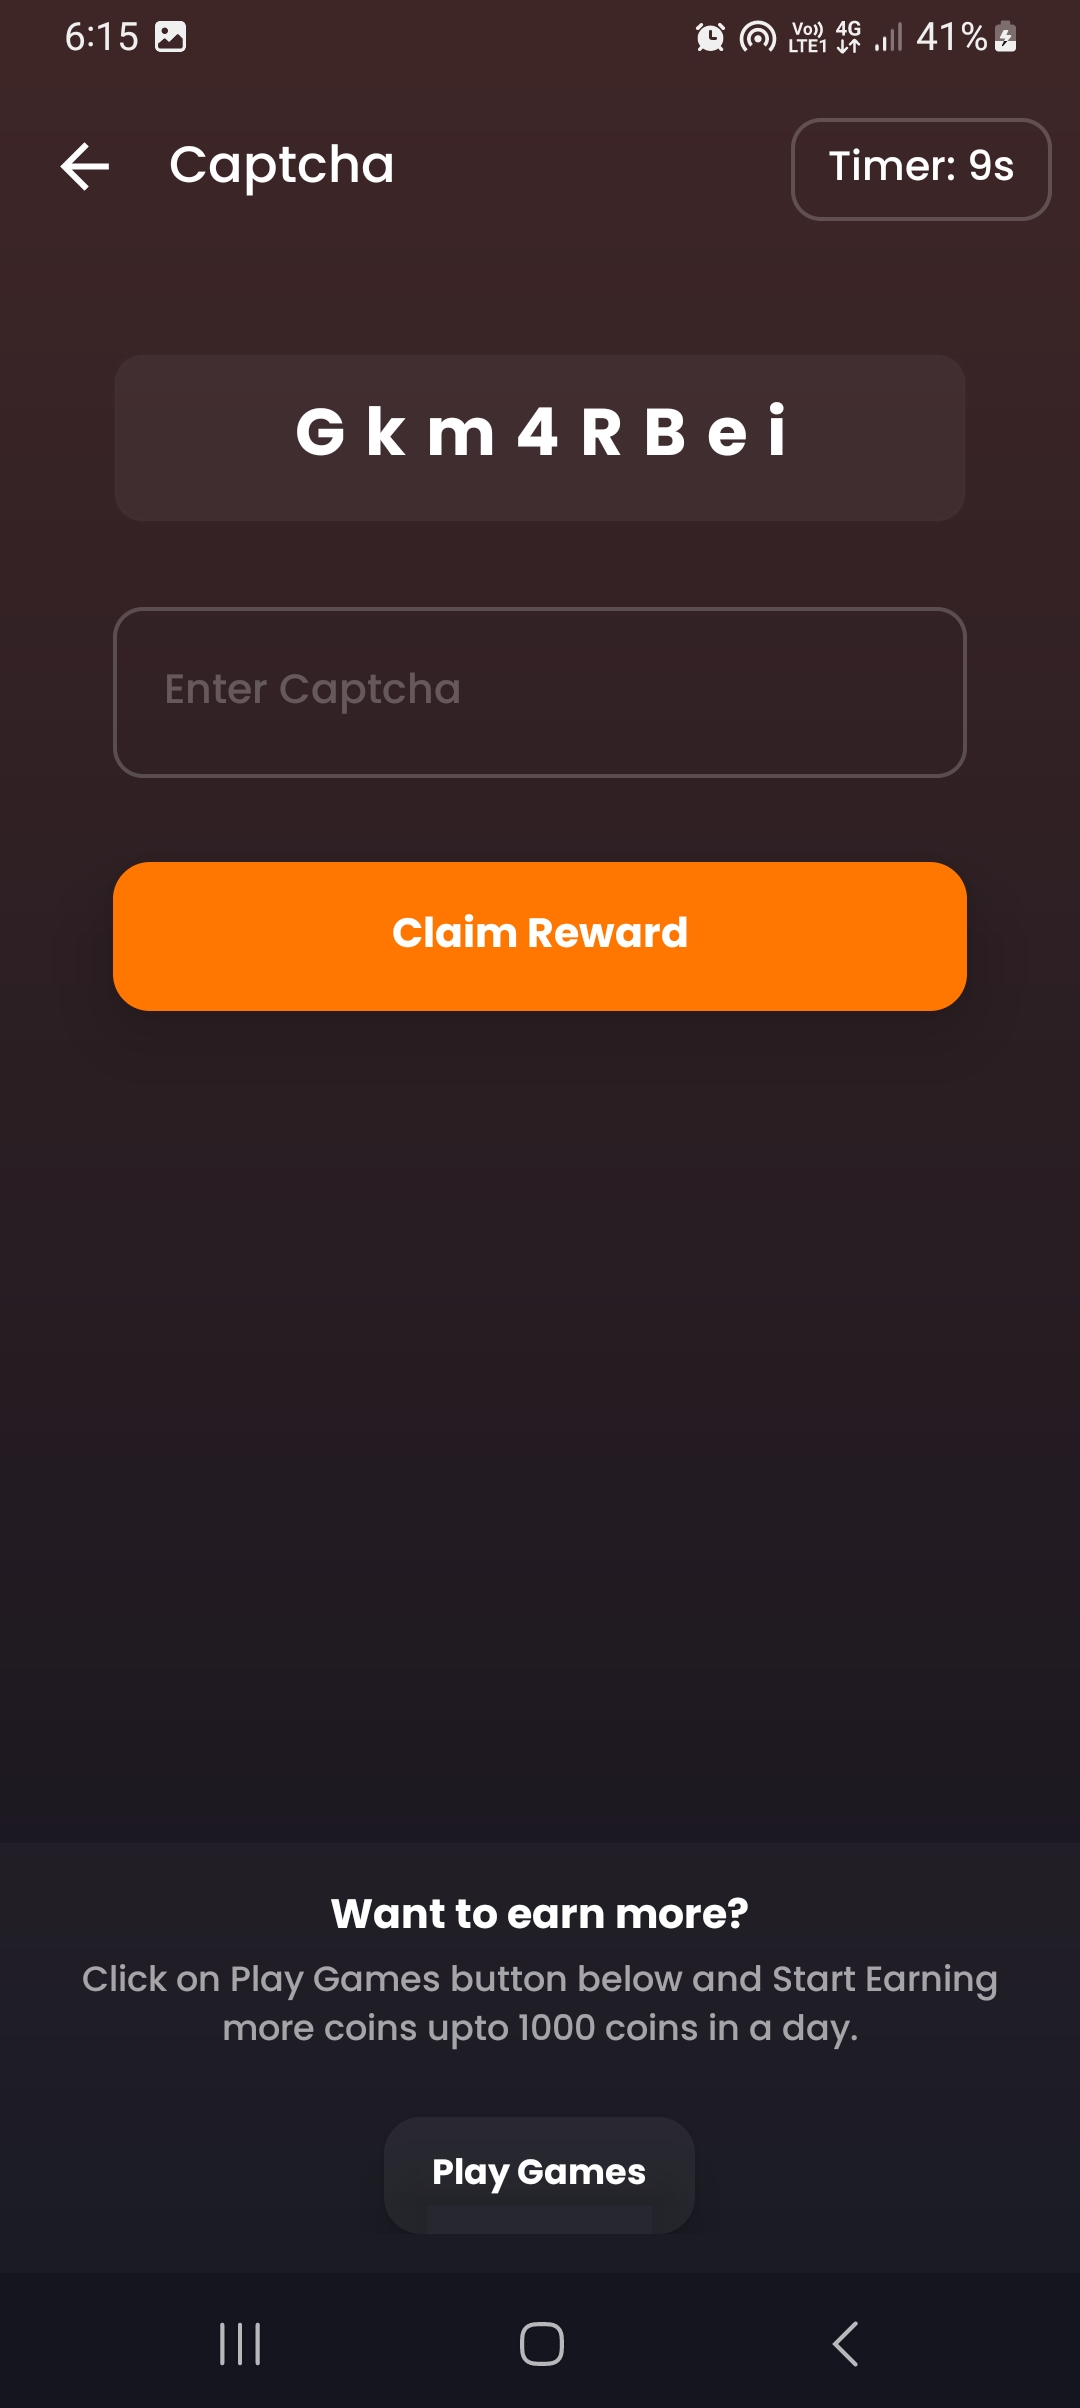 6:15 Vo)) LTE1 4G 41%
Captcha
Timer: 9s
G k m 4 R B e i
Enter Captcha
Claim Reward
Want to earn more?
Click on Play Games button below and Start Earning
more coins upto 1000 coins in a day.
Play Games